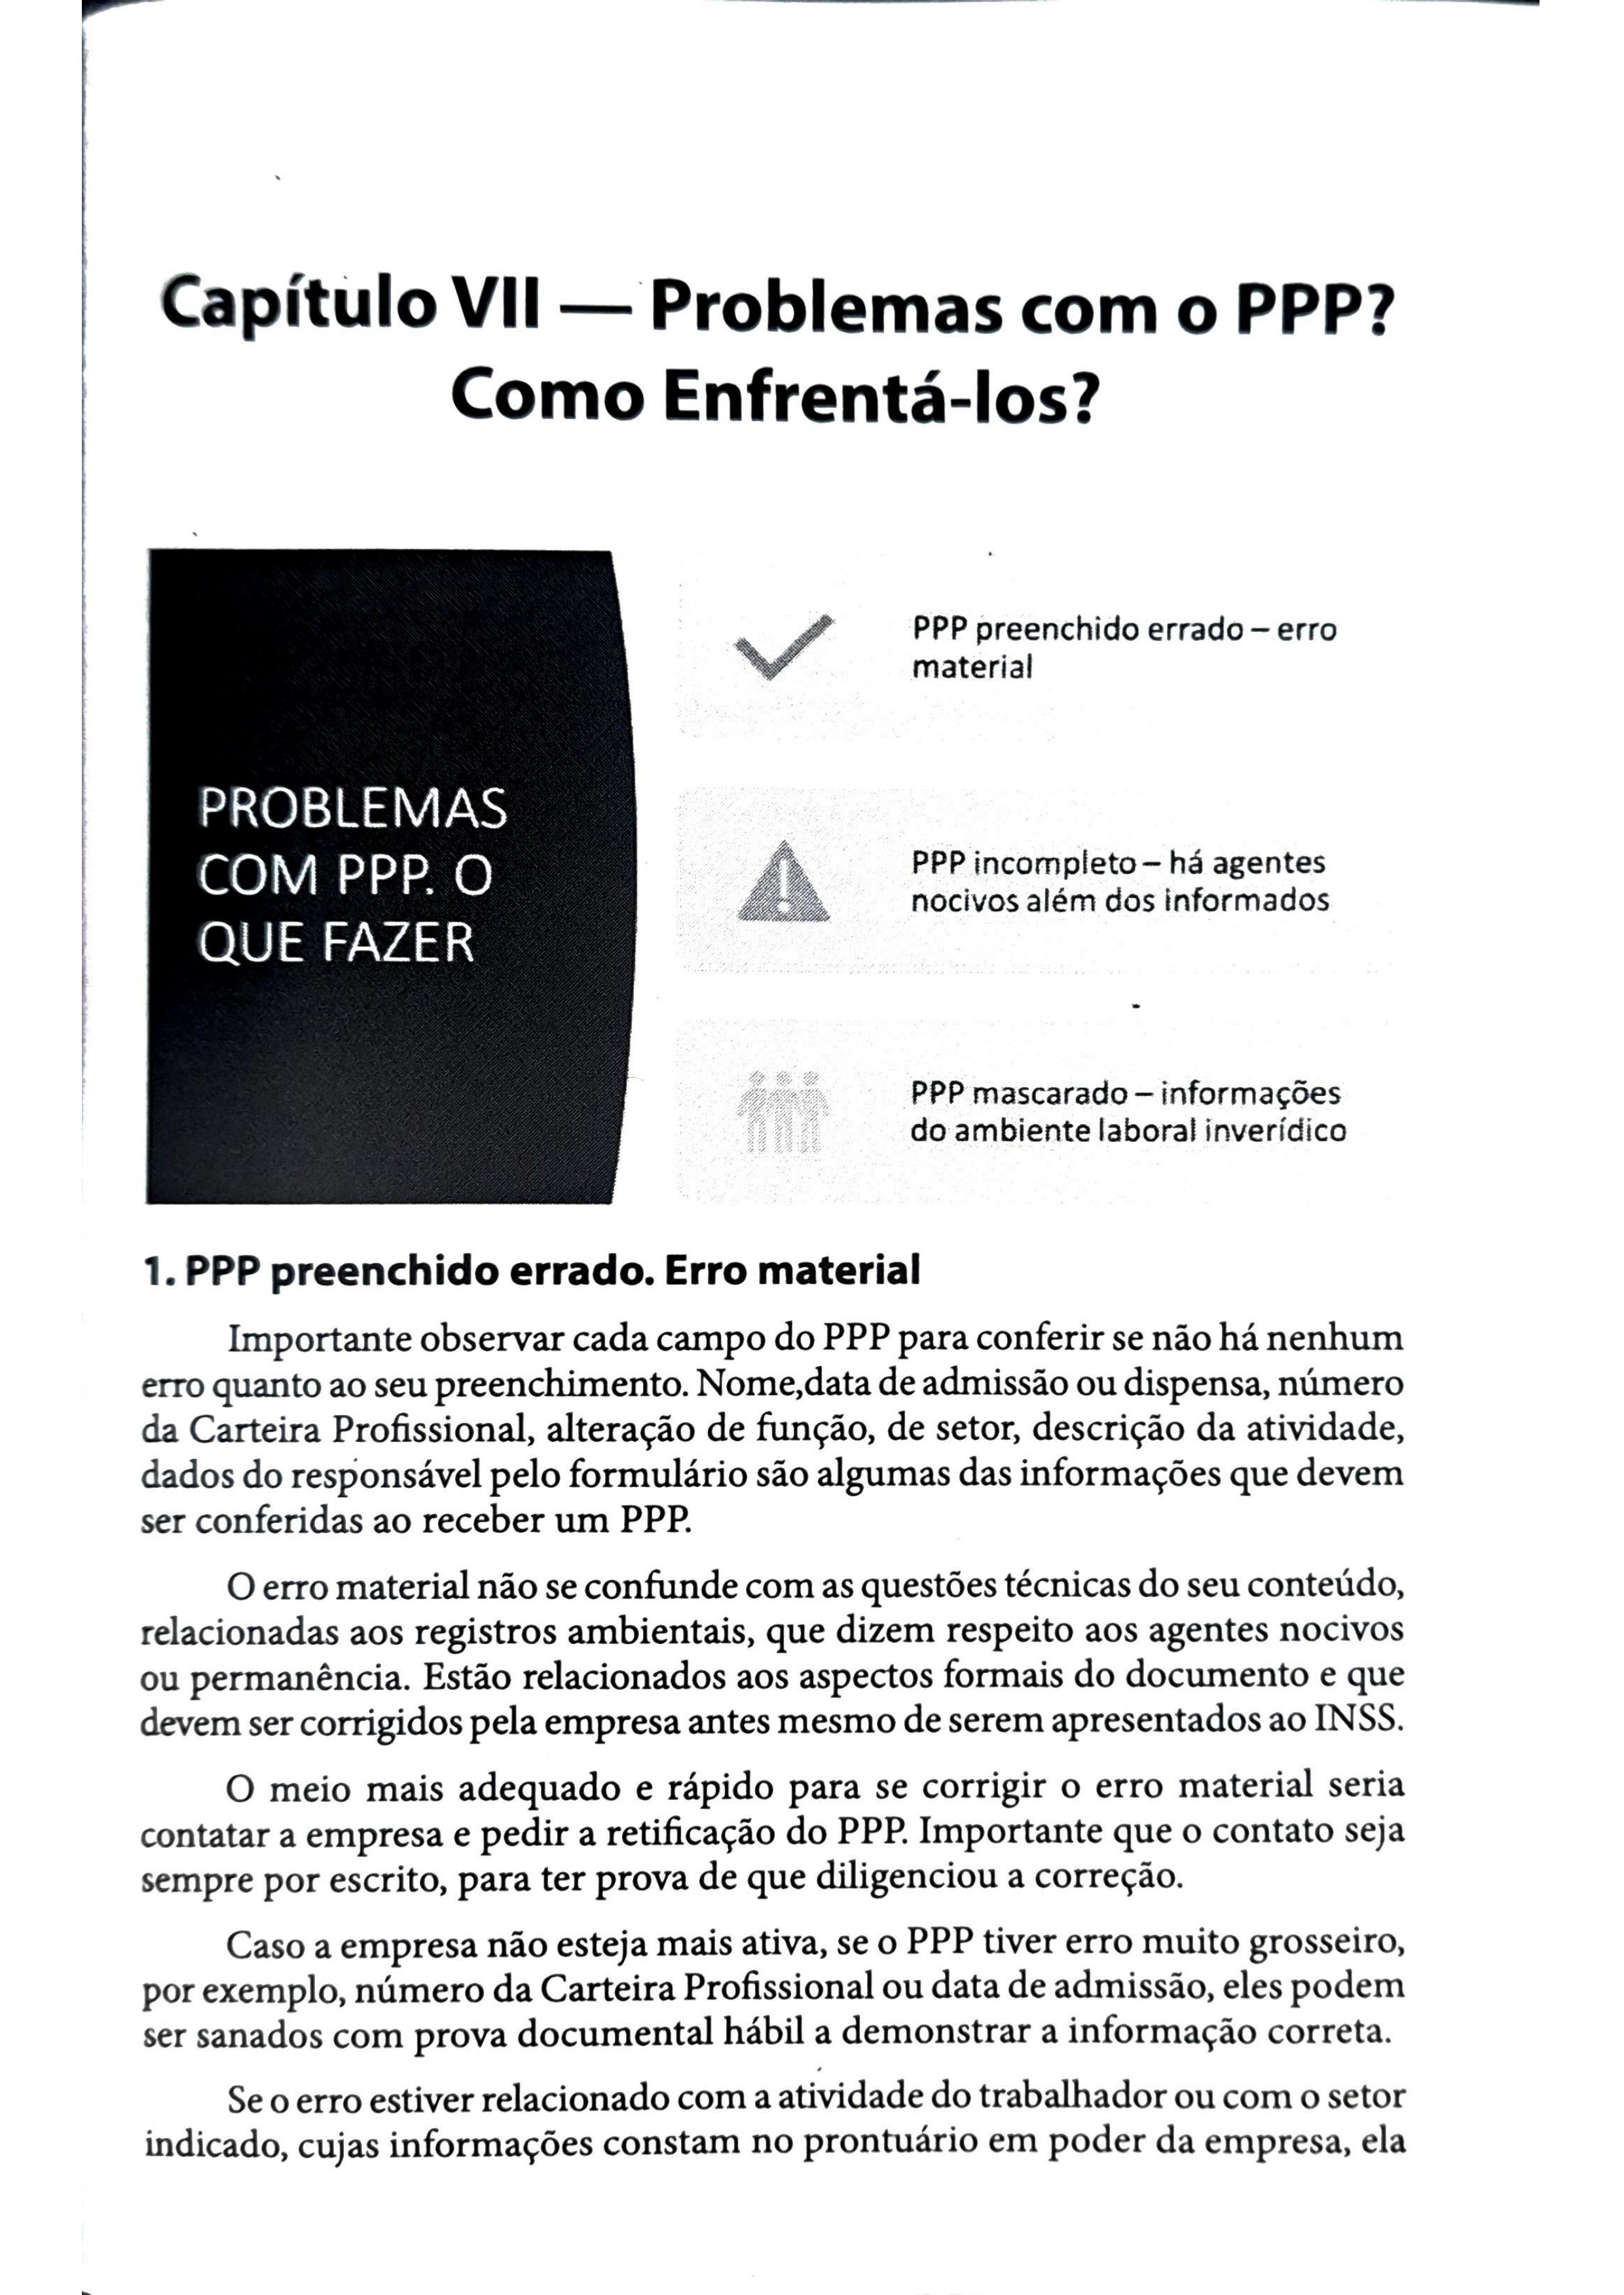 Capítulo VII — Problemas com o PPP?
Como Enfrentá-los?
PROBLEMAS
COM PPP. O
QUE FAZER
PPP preenchido errado – erro
material
PPP incompleto – há agentes
nocivos além dos informados
PPP mascarado – informações
do ambiente laboral inverídico
1. PPP preenchido errado. Erro material
Importante observar cada campo do PPP para conferir se não há nenhum
erro quanto ao seu preenchimento. Nome,data de admissão ou dispensa, número
da Carteira Profissional, alteração de função, de setor, descrição da atividade,
dados do responsável pelo formulário são algumas das informações que devem
ser conferidas ao receber um PPP.
O erro material não se confunde com as questões técnicas do seu conteúdo,
relacionadas aos registros ambientais, que dizem respeito aos agentes nocivos
ou permanência. Estão relacionados aos aspectos formais do documento e que
devem ser corrigidos pela empresa antes mesmo de serem apresentados ao INSS.
O meio mais adequado e rápido para se corrigir o erro material seria
contatar a empresa e pedir a retificação do PPP. Importante que o contato seja
sempre por escrito, para ter prova de que diligenciou a correção.
Caso a empresa não esteja mais ativa, se o PPP tiver erro muito grosseiro,
por exemplo, número da Carteira Profissional ou data de admissão, eles podem
ser sanados com prova documental hábil a demonstrar a informação correta.
Se o erro estiver relacionado com a atividade do trabalhador ou com o setor
indicado, cujas informações constam no prontuário em poder da empresa, ela